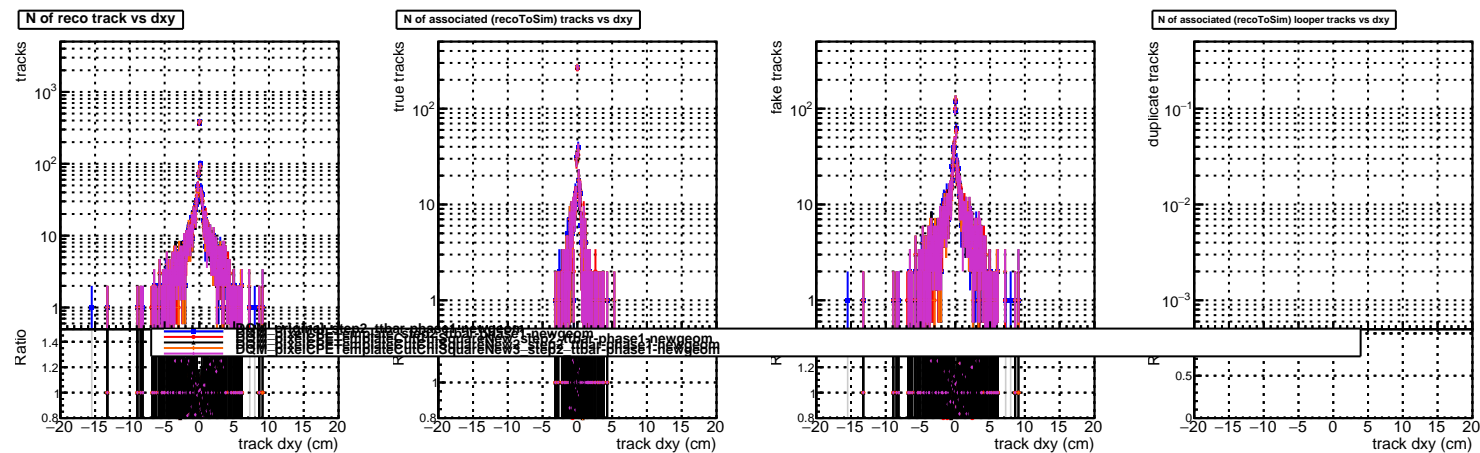 N of reco track vs dxy
N of associated (recoToSim) tracks vs dxy
N of associated (recoToSim) looper tracks vs dxy
tracks
10³
10²
10
1
Ratio
1.4
1.2
1
0.8
−20 −15 −10 −5 0 5 10 15 20
track dxy (cm)
true tracks
10²
10
1
1
0.8
−20 −15 −10 −5 0 5 10 15 20
track dxy (cm)
fake tracks
10²
10
1
1.2
1
0.8
−20 −15 −10 −5 0 5 10 15 20
track dxy (cm)
duplicate tracks
10⁻¹
10⁻²
10⁻³
0.5
0
−20 −15 −10 −5 0 5 10 15 20
track dxy (cm)
DQM_pixelCPETemplateCutChiSquareNew3_step2_ttbar-phase1-newgeom